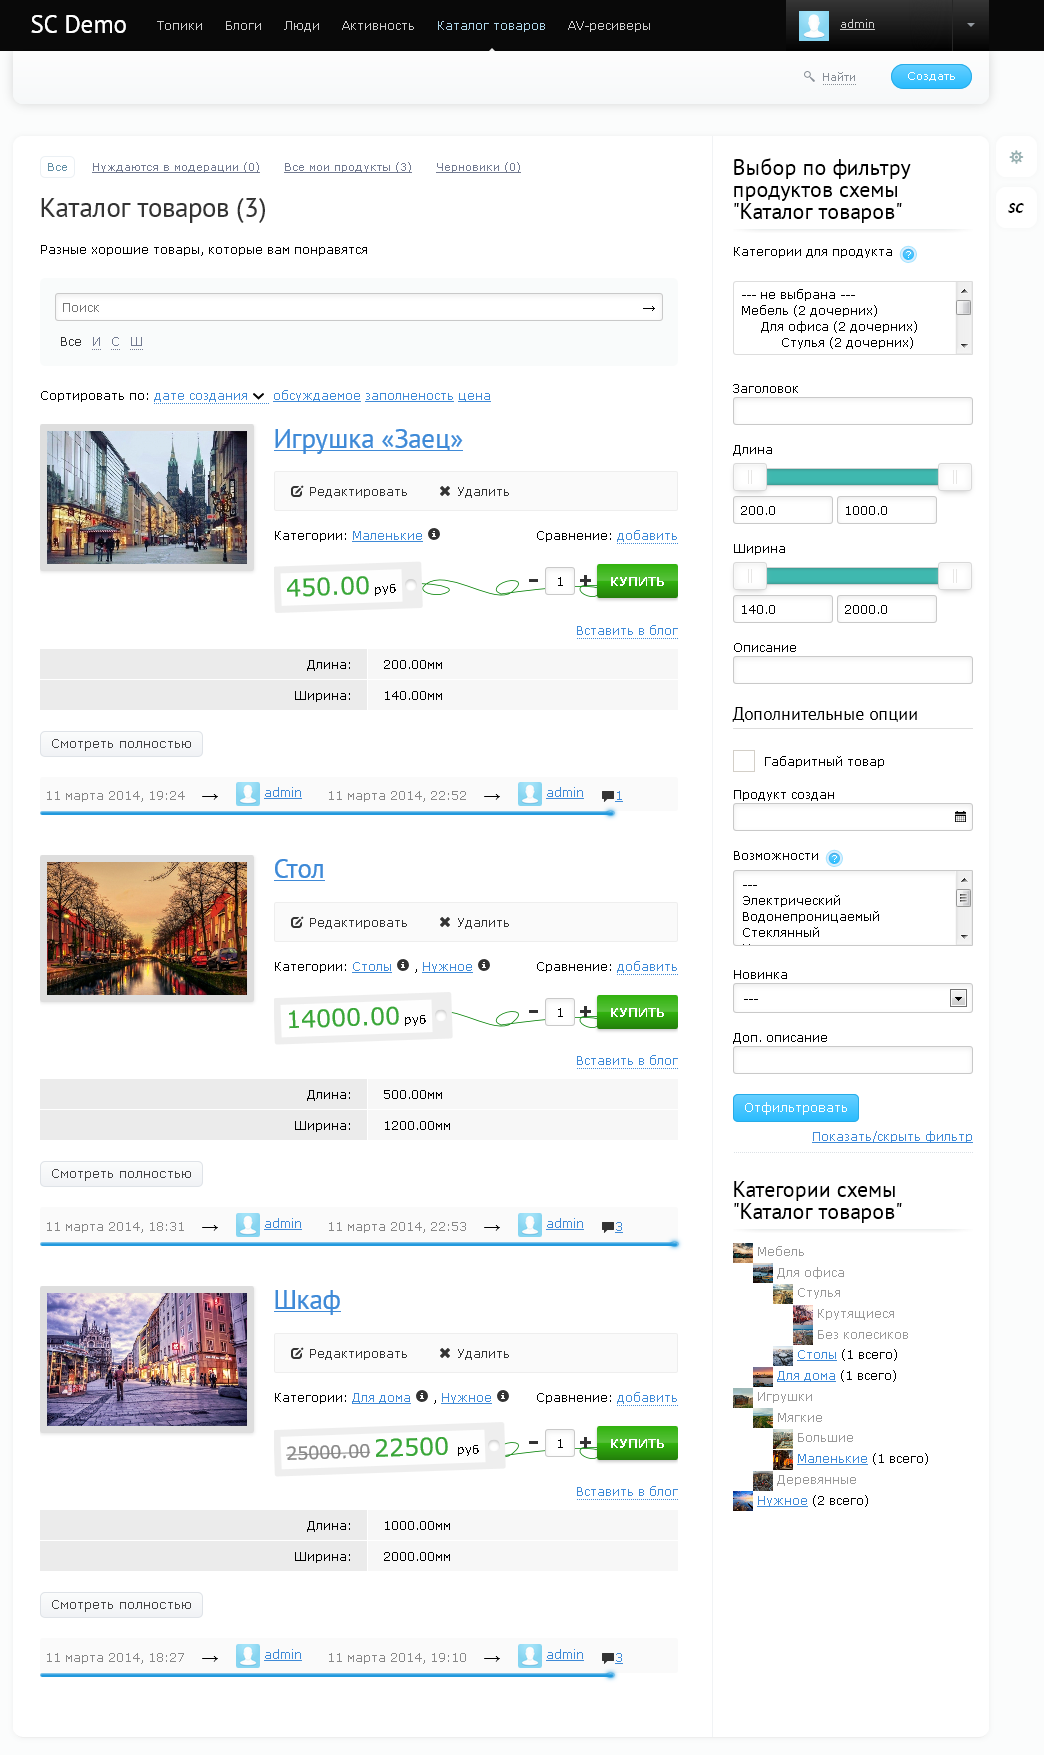 SC Demo Топики Блоги Люди Активность Каталог товаров AV-ресиверы admin
Найти Создать
Все Нуждаются в модерации (0) Все мои продукты (3) Черновики (0)
Каталог товаров (3)
Разные хорошие товары, которые вам понравятся
Поиск →
Все И С Ш
Сортировать по: дате создания обсуждаемое заполненость цена
Игрушка «Заец»
Редактировать Удалить
Категории: Маленькие Сравнение: добавить
450.00 руб − 1 + КУПИТЬ
Вставить в блог
Длина: 200.00мм
Ширина: 140.00мм
Смотреть полностью
11 марта 2014, 19:24 → admin 11 марта 2014, 22:52 → admin 1
Стол
Редактировать Удалить
Категории: Столы , Нужное Сравнение: добавить
14000.00 руб − 1 + КУПИТЬ
Вставить в блог
Длина: 500.00мм
Ширина: 1200.00мм
Смотреть полностью
11 марта 2014, 18:31 → admin 11 марта 2014, 22:53 → admin 3
Шкаф
Редактировать Удалить
Категории: Для дома , Нужное Сравнение: добавить
25000.00 22500 руб − 1 + КУПИТЬ
Вставить в блог
Длина: 1000.00мм
Ширина: 2000.00мм
Смотреть полностью
11 марта 2014, 18:27 → admin 11 марта 2014, 19:10 → admin 3
Выбор по фильтру
продуктов схемы
"Каталог товаров"
Категории для продукта ?
--- не выбрана ---
Мебель (2 дочерних)
Для офиса (2 дочерних)
Стулья (2 дочерних)
Заголовок
Длина
200.0 1000.0
Ширина
140.0 2000.0
Описание
Дополнительные опции
Габаритный товар
Продукт создан
Возможности ?
---
Электрический
Водонепроницаемый
Стеклянный
Новинка
---
Доп. описание
Отфильтровать
Показать/скрыть фильтр
Категории схемы
"Каталог товаров"
Мебель
Для офиса
Стулья
Крутящиеся
Без колесиков
Столы (1 всего)
Для дома (1 всего)
Игрушки
Мягкие
Большие
Маленькие (1 всего)
Деревянные
Нужное (2 всего)
SC